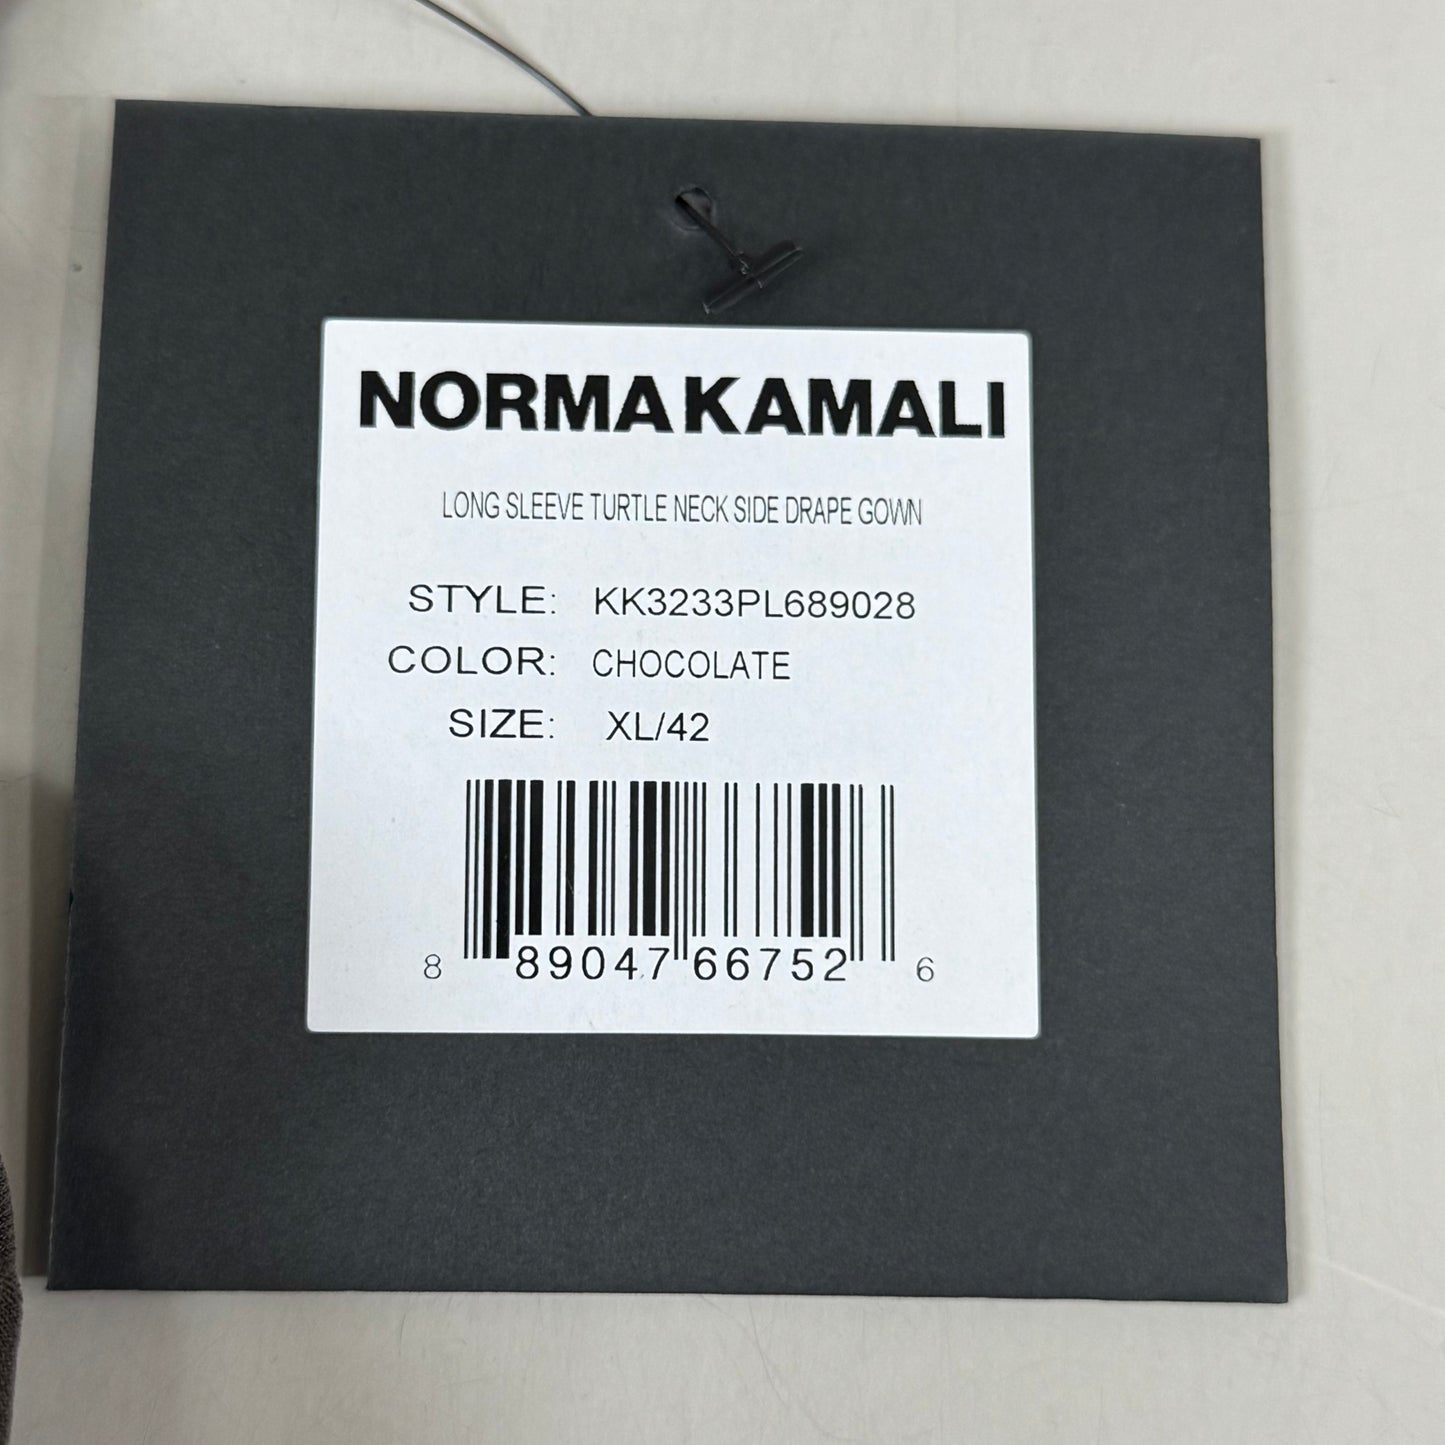 NORMAKAMALI
LONG SLEEVE TURTLE NECK SIDE DRAPE GOWN
STYLE: KK3233PL689028
COLOR: CHOCOLATE
SIZE: XL/42
8 89047 66752 6